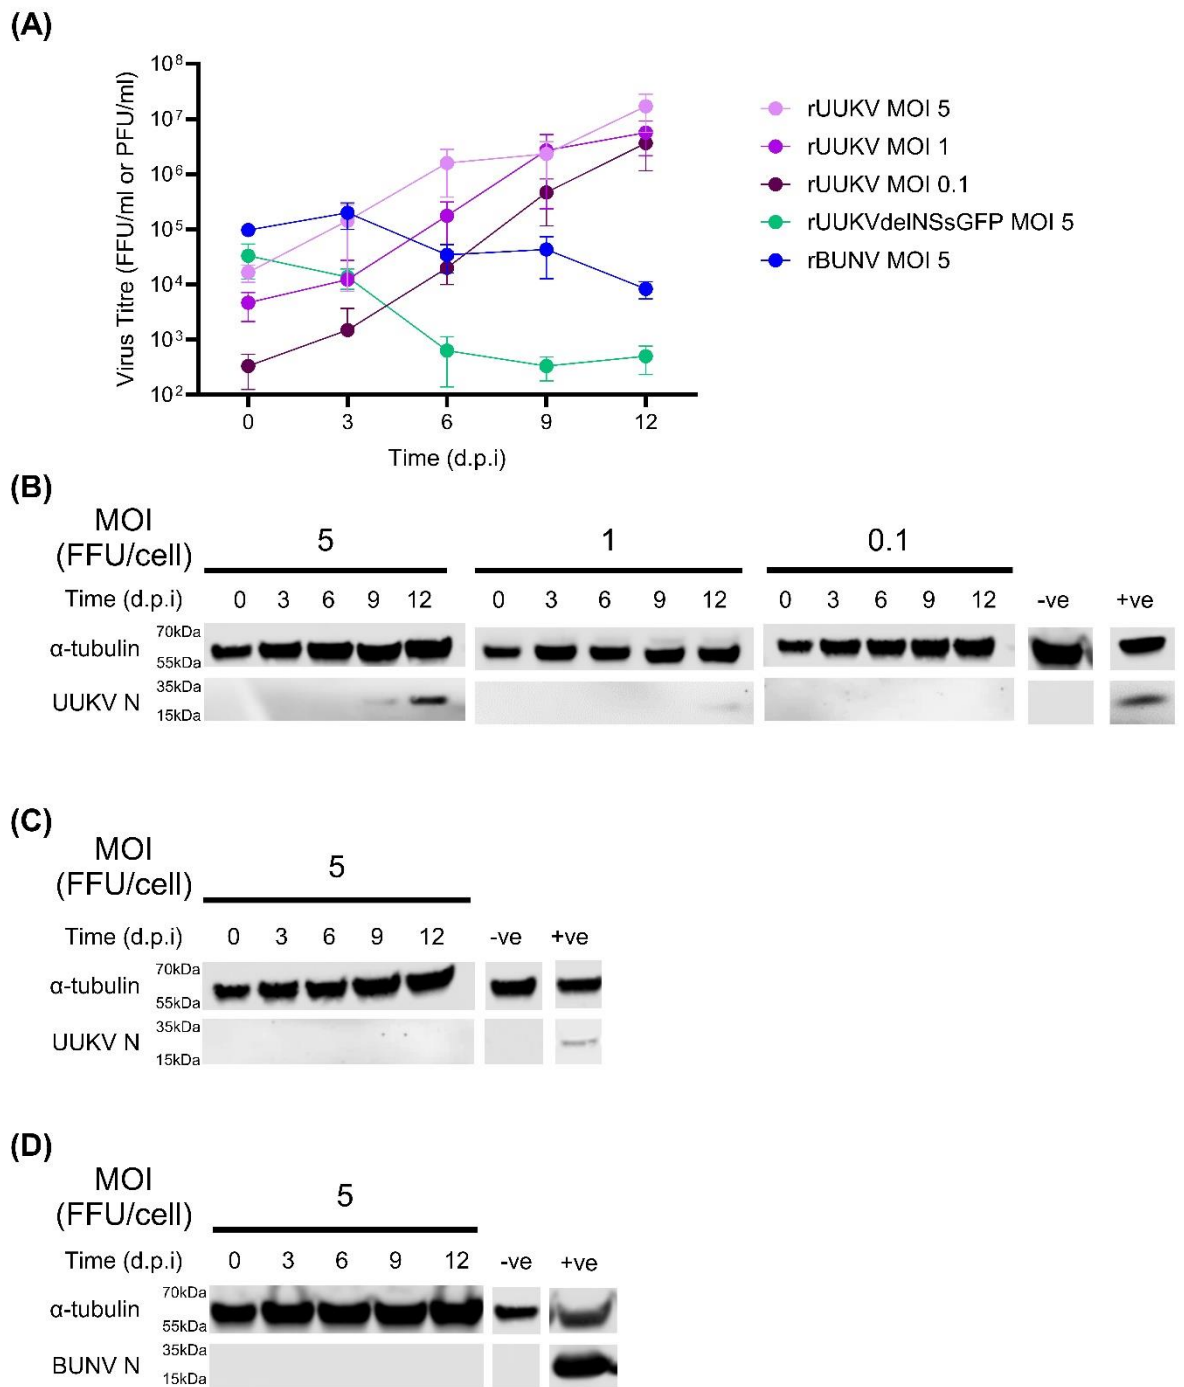 (A)
Virus Titre (FFU/ml or PFU/ml)
10⁸
10⁷
10⁶
10⁵
10⁴
10³
10²
0 3 6 9 12
Time (d.p.i)
rUUKV MOI 5
rUUKV MOI 1
rUUKV MOI 0.1
rUUKVdelNSsGFP MOI 5
rBUNV MOI 5
(B)
MOI
(FFU/cell)
5 1 0.1
Time (d.p.i) 0 3 6 9 12 0 3 6 9 12 0 3 6 9 12 -ve +ve
70kDa
α-tubulin
55kDa
35kDa
UUKV N
15kDa
(C)
MOI
(FFU/cell)
5
Time (d.p.i) 0 3 6 9 12 -ve +ve
70kDa
α-tubulin
55kDa
35kDa
UUKV N
15kDa
(D)
MOI
(FFU/cell)
5
Time (d.p.i) 0 3 6 9 12 -ve +ve
70kDa
α-tubulin
55kDa
35kDa
BUNV N
15kDa